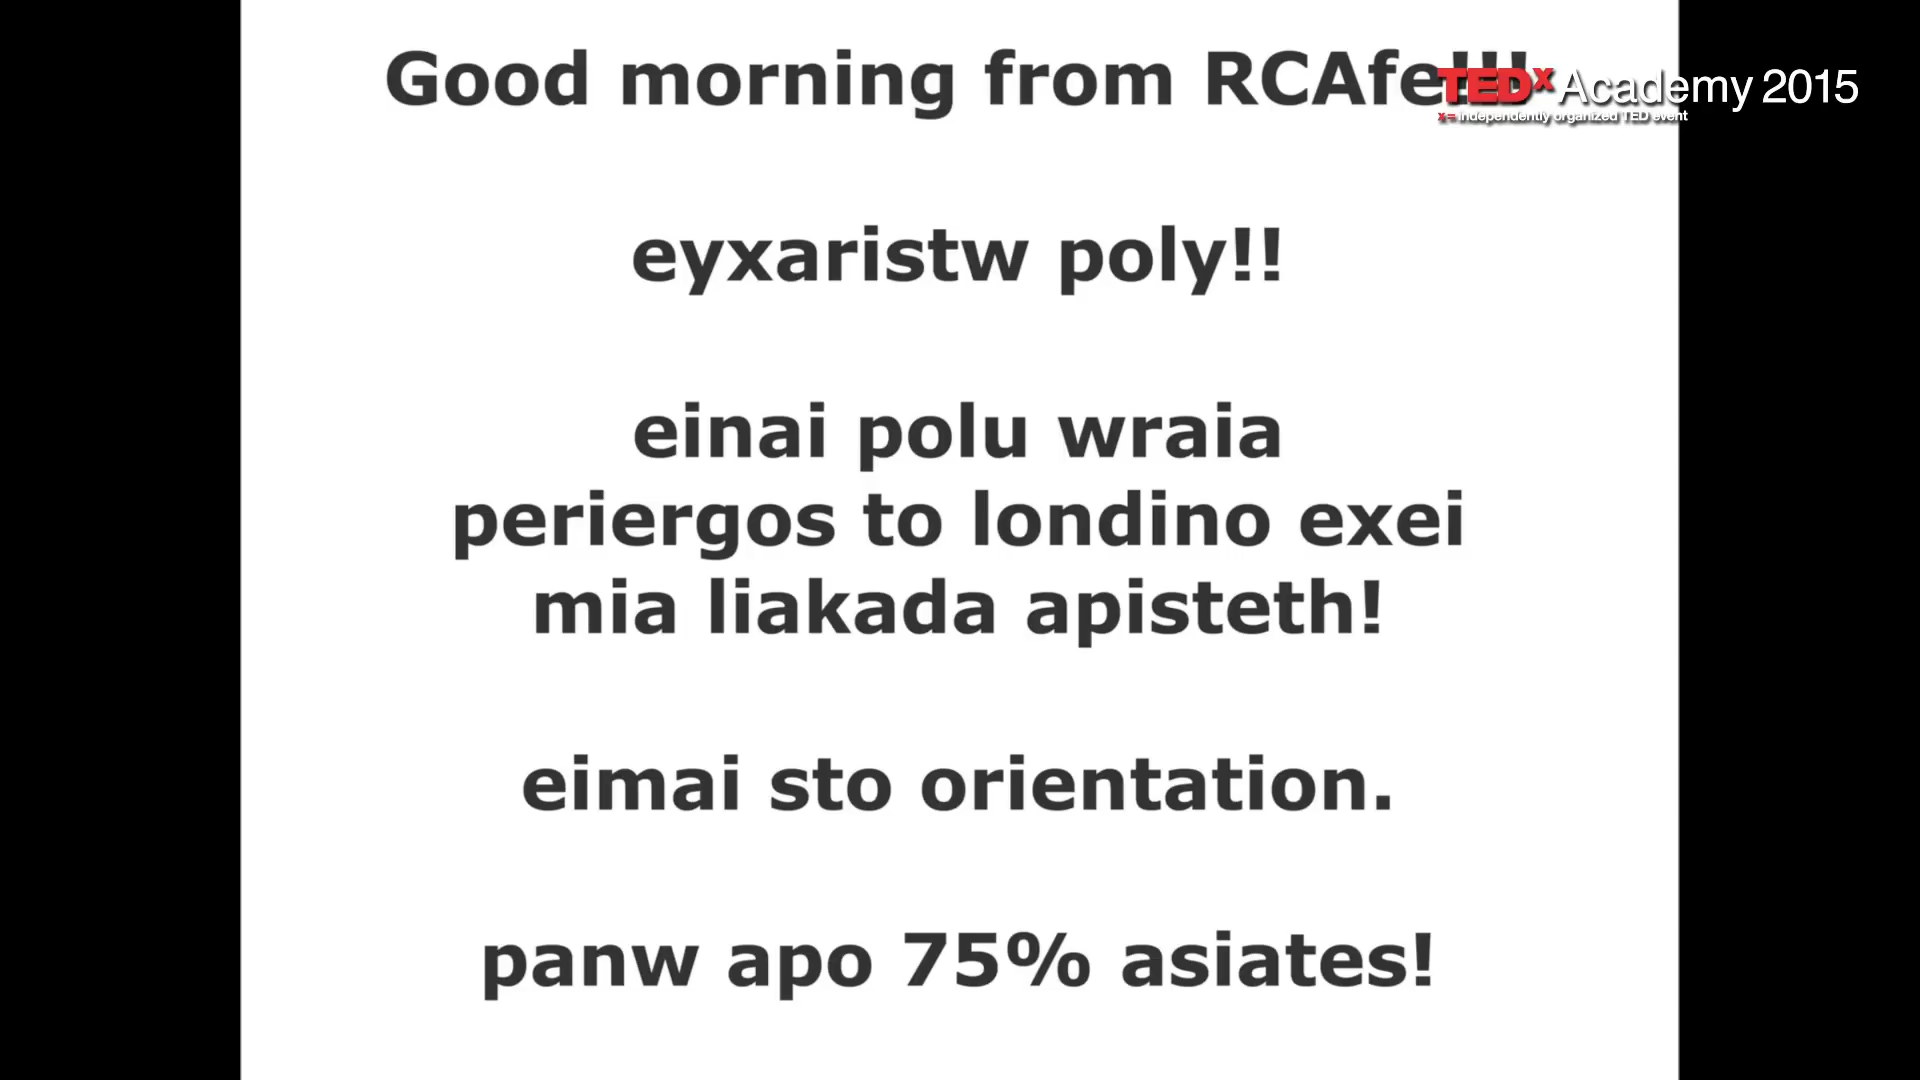 Good morning from RCAfe!!!
TEDx Academy 2015
x = independently organized TED event
eyxaristw poly!!
einai polu wraia
periergos to londino exei
mia liakada apisteth!
eimai sto orientation.
panw apo 75% asiates!